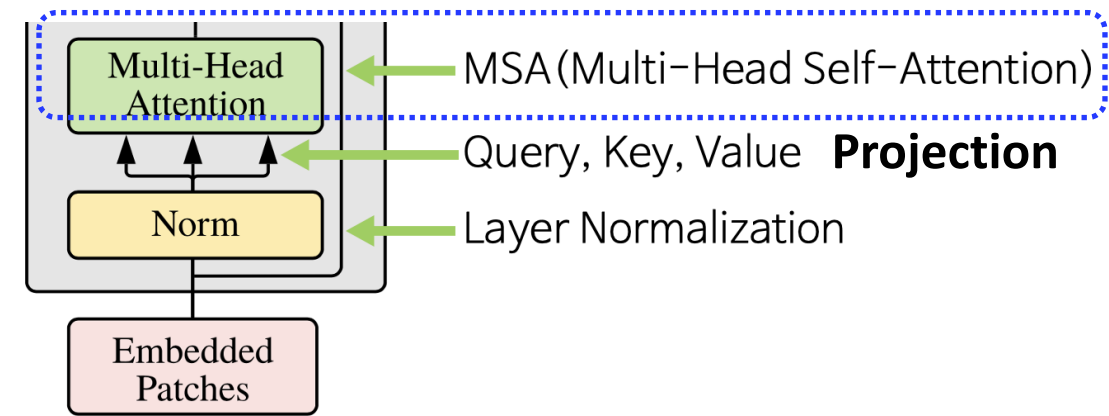 Multi-Head
Attention
MSA(Multi-Head Self-Attention)
Query, Key, Value Projection
Norm
Layer Normalization
Embedded
Patches